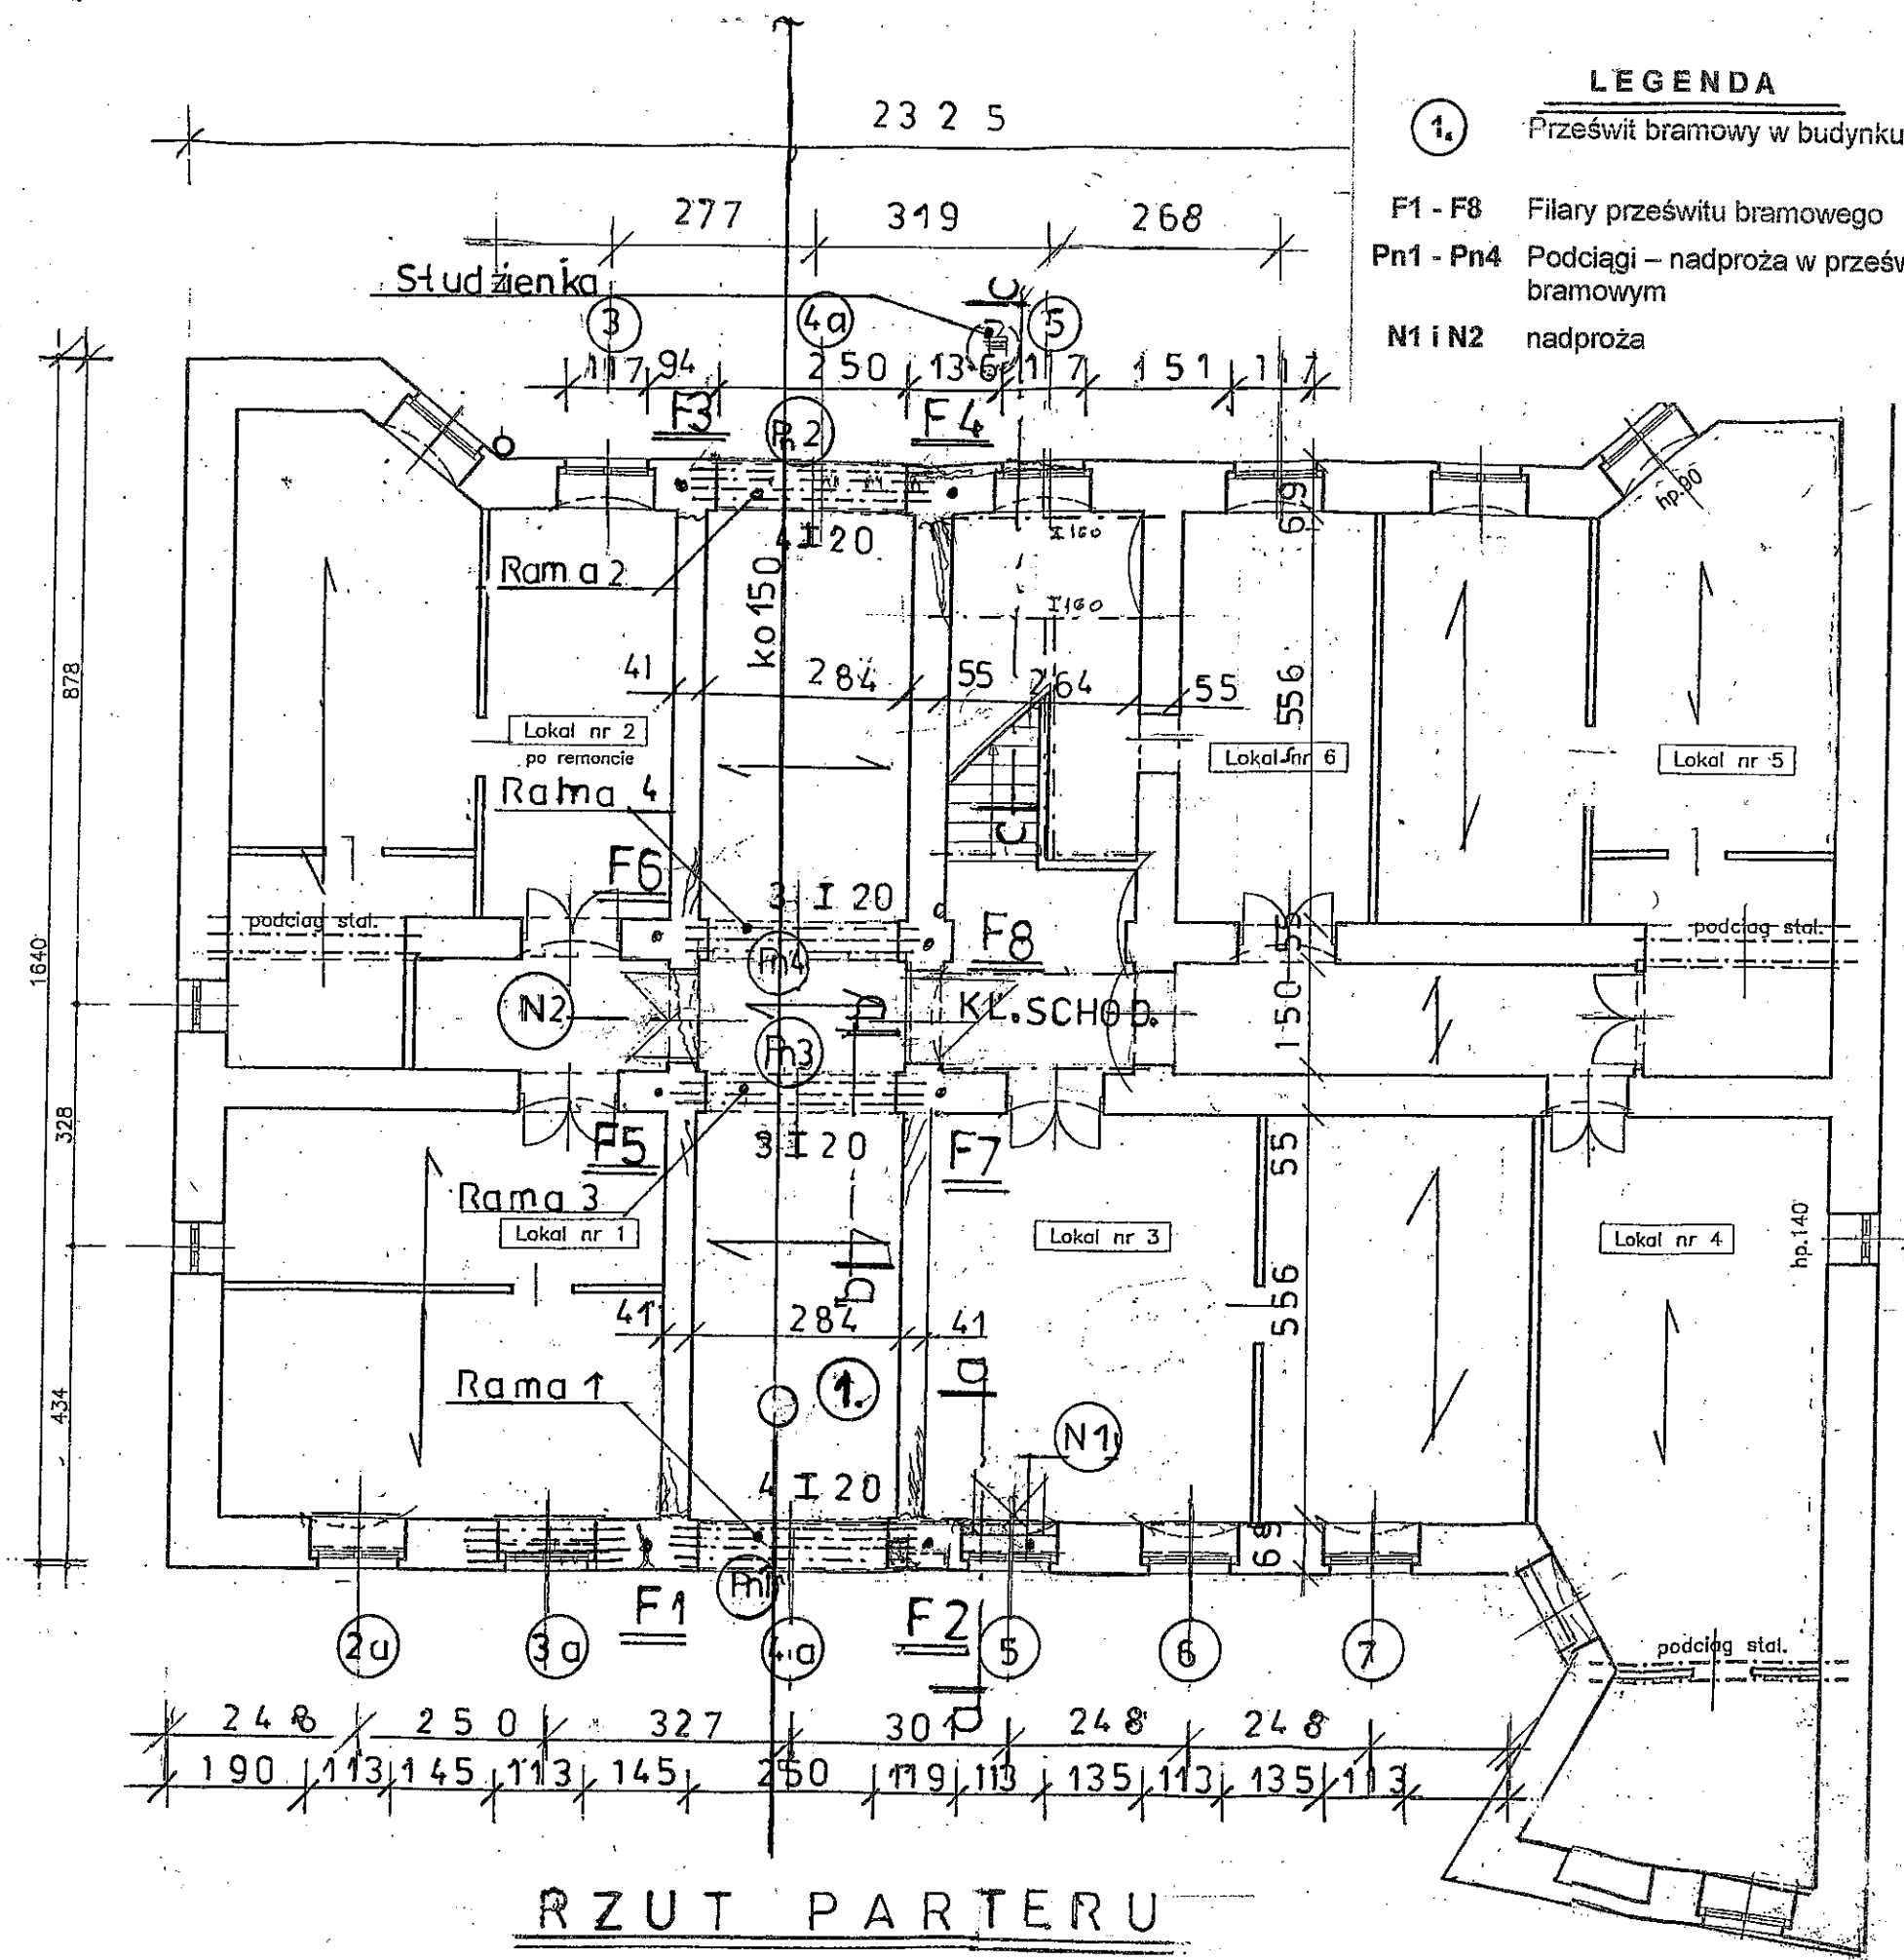 LEGENDA
1. Prześwit bramowy w budynku
F1 - F8 Filary prześwitu bramowego
Pn1 - Pn4 Podciągi – nadproża w prześw
bramowym
N1 i N2 nadproża
2325
277 319 268
Studzienka
c
3 4a 5
117 94 250 136 117 151 117
F3 Pn2 F4
hp.90
69
4 I 20
I 160
Rama 2
ko 150
I 160
41 284 55 264 55
556
878
Lokal nr 2
po remoncie
Lokal nr 6
Lokal nr 5
Rama 4
c
F6
3 I 20
podciąg stal.
F8
55
podciąg stal.
1640
Pn4
N2
b
KL. SCHOD.
150
Pn3
328
F5
3 I 20
F7
55
Rama 3
Lokal nr 1
Lokal nr 3
Lokal nr 4
hp.140
b
556
41 284 41
a
Rama 1
1.
434
N1
4 I 20
69
Pn1
F1
F2
2a 3a 4a 5 6 7
podciąg stal.
a
248 250 327 301 248 248
190 113 145 113 145 250 119 113 135 113 135 113
RZUT PARTERU